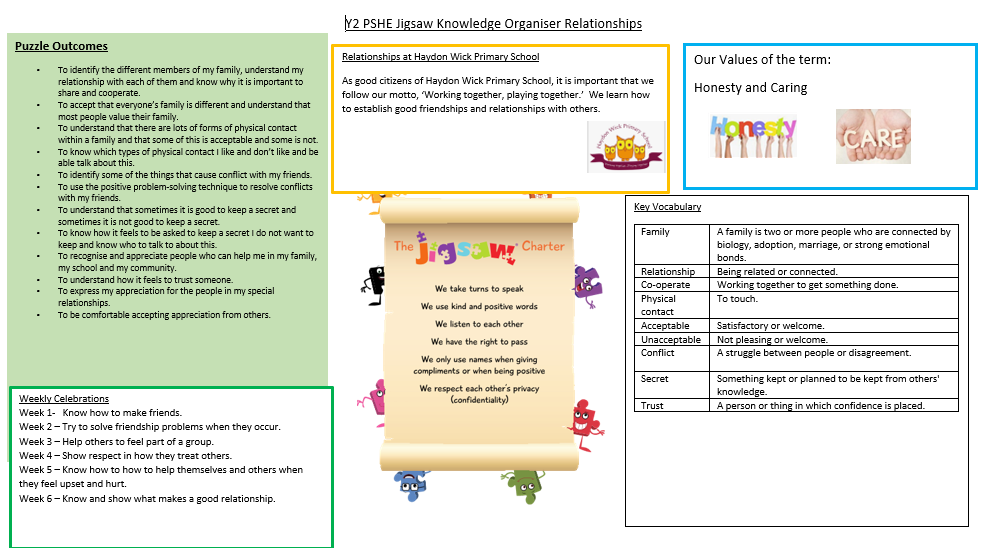 Y2 PSHE Jigsaw Knowledge Organiser Relationships
Puzzle Outcomes
• To identify the different members of my family, understand my
relationship with each of them and know why it is important to
share and cooperate.
• To accept that everyone's family is different and understand that
most people value their family.
• To understand that there are lots of forms of physical contact
within a family and that some of this is acceptable and some is not.
• To know which types of physical contact I like and don't like and be
able talk about this.
• To identify some of the things that cause conflict with my friends.
• To use the positive problem-solving technique to resolve conflicts
with my friends.
• To understand that sometimes it is good to keep a secret and
sometimes it is not good to keep a secret.
• To know how it feels to be asked to keep a secret I do not want to
keep and know who to talk to about this.
• To recognise and appreciate people who can help me in my family,
my school and my community.
• To understand how it feels to trust someone.
• To express my appreciation for the people in my special
relationships.
• To be comfortable accepting appreciation from others.
Weekly Celebrations
Week 1- Know how to make friends.
Week 2 – Try to solve friendship problems when they occur.
Week 3 – Help others to feel part of a group.
Week 4 – Show respect in how they treat others.
Week 5 – Know how to how to help themselves and others when
they feel upset and hurt.
Week 6 – Know and show what makes a good relationship.
Relationships at Haydon Wick Primary School
As good citizens of Haydon Wick Primary School, it is important that we
follow our motto, 'Working together, playing together.' We learn how
to establish good friendships and relationships with others.
Haydon Wick Primary School
The Jigsaw Charter
We take turns to speak
We use kind and positive words
We listen to each other
We have the right to pass
We only use names when giving
compliments or when being positive
We respect each other's privacy
(confidentiality)
Our Values of the term:
Honesty and Caring
Honesty
CARE
Key Vocabulary
Family A family is two or more people who are connected by
biology, adoption, marriage, or strong emotional
bonds.
Relationship Being related or connected.
Co-operate Working together to get something done.
Physical To touch.
contact
Acceptable Satisfactory or welcome.
Unacceptable Not pleasing or welcome.
Conflict A struggle between people or disagreement.
Secret Something kept or planned to be kept from others'
knowledge.
Trust A person or thing in which confidence is placed.